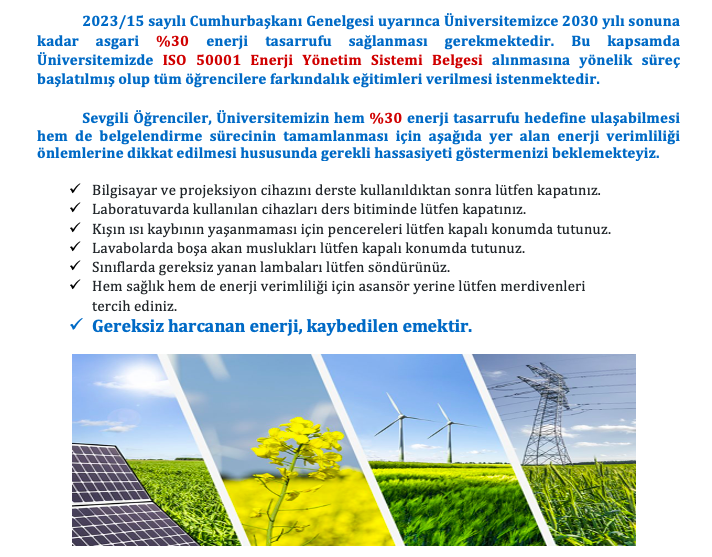 2023/15 sayılı Cumhurbaşkanı Genelgesi uyarınca Üniversitemizce 2030 yılı sonuna
kadar asgari %30 enerji tasarrufu sağlanması gerekmektedir. Bu kapsamda
Üniversitemizde ISO 50001 Enerji Yönetim Sistemi Belgesi alınmasına yönelik süreç
başlatılmış olup tüm öğrencilere farkındalık eğitimleri verilmesi istenmektedir.
Sevgili Öğrenciler, Üniversitemizin hem %30 enerji tasarrufu hedefine ulaşabilmesi
hem de belgelendirme sürecinin tamamlanması için aşağıda yer alan enerji verimliliği
önlemlerine dikkat edilmesi hususunda gerekli hassasiyeti göstermenizi beklemekteyiz.
✓ Bilgisayar ve projeksiyon cihazını derste kullanıldıktan sonra lütfen kapatınız.
✓ Laboratuvarda kullanılan cihazları ders bitiminde lütfen kapatınız.
✓ Kışın ısı kaybının yaşanmaması için pencereleri lütfen kapalı konumda tutunuz.
✓ Lavabolarda boşa akan muslukları lütfen kapalı konumda tutunuz.
✓ Sınıflarda gereksiz yanan lambaları lütfen söndürünüz.
✓ Hem sağlık hem de enerji verimliliği için asansör yerine lütfen merdivenleri
tercih ediniz.
✓ Gereksiz harcanan enerji, kaybedilen emektir.